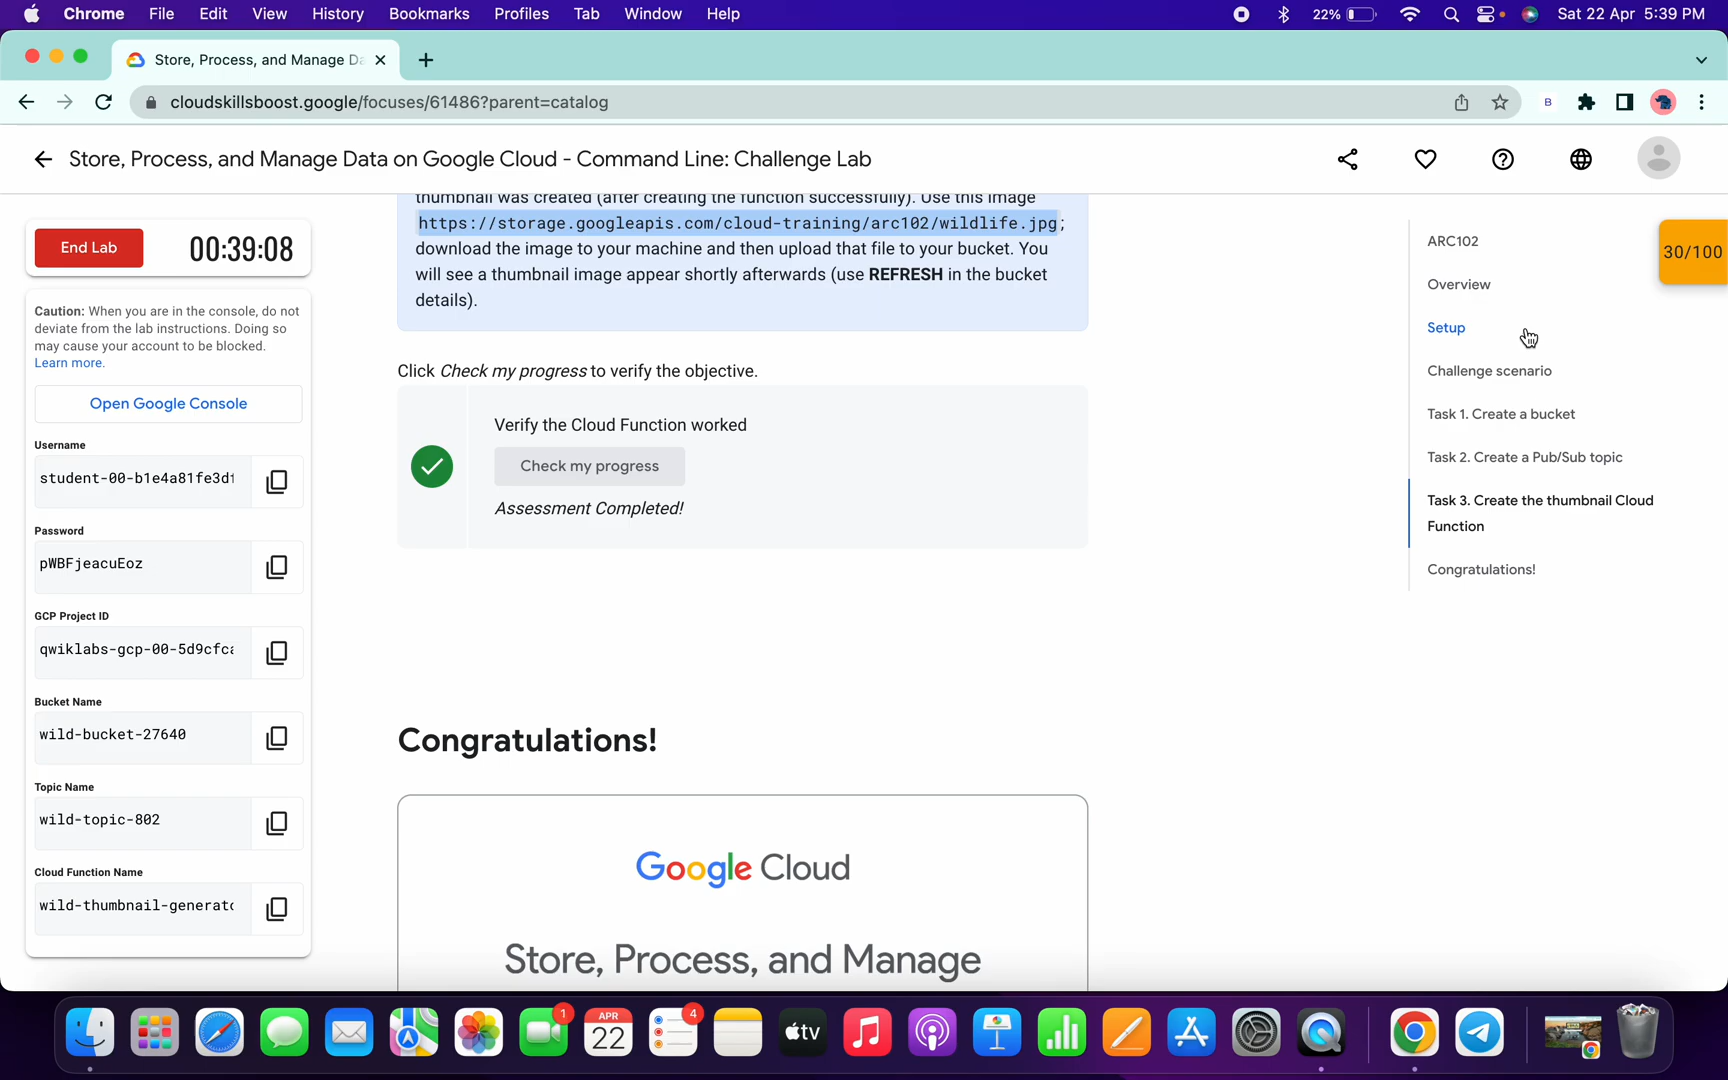 Chrome File Edit View History Bookmarks Profiles Tab Window Help 22% Sat 22 Apr 5:39 PM
Store, Process, and Manage Da
cloudskillsboost.google/focuses/61486?parent=catalog B
Store, Process, and Manage Data on Google Cloud - Command Line: Challenge Lab
End Lab 00:39:08
Caution: When you are in the console, do not
deviate from the lab instructions. Doing so
may cause your account to be blocked.
Learn more.
Open Google Console
Username
student-00-b1e4a81fe3df
Password
pWBFjeacuEoz
GCP Project ID
qwiklabs-gcp-00-5d9cfca
Bucket Name
wild-bucket-27640
Topic Name
wild-topic-802
Cloud Function Name
wild-thumbnail-generato
thumbnail was created (after creating the function successfully). Use this image
https://storage.googleapis.com/cloud-training/arc102/wildlife.jpg;
download the image to your machine and then upload that file to your bucket. You
will see a thumbnail image appear shortly afterwards (use REFRESH in the bucket
details).
Click Check my progress to verify the objective.
Verify the Cloud Function worked
Check my progress
Assessment Completed!
Congratulations!
Google Cloud
Store, Process, and Manage
ARC102
Overview
Setup
Challenge scenario
Task 1. Create a bucket
Task 2. Create a Pub/Sub topic
Task 3. Create the thumbnail Cloud
Function
Congratulations!
30/100
1
APR
22
4
tv